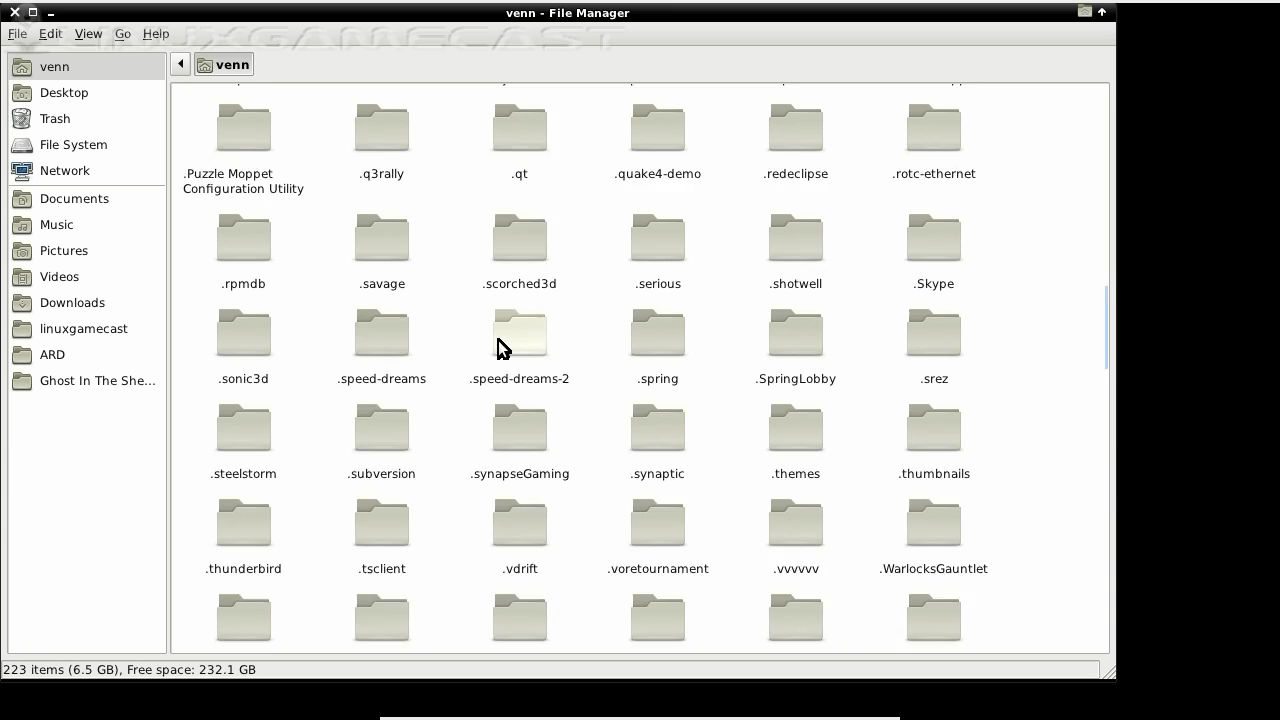 venn - File Manager
File Edit View Go Help
LINUXGAMECAST
venn
venn
Desktop
Trash
File System
Network
Documents
Music
Pictures
Videos
Downloads
linuxgamecast
ARD
Ghost In The She...
.Puzzle Moppet
Configuration Utility
.q3rally
.qt
.quake4-demo
.redeclipse
.rotc-ethernet
.rpmdb
.savage
.scorched3d
.serious
.shotwell
.Skype
.sonic3d
.speed-dreams
.speed-dreams-2
.spring
.SpringLobby
.srez
.steelstorm
.subversion
.synapseGaming
.synaptic
.themes
.thumbnails
.thunderbird
.tsclient
.vdrift
.voretournament
.vvvvvv
.WarlocksGauntlet
223 items (6.5 GB), Free space: 232.1 GB